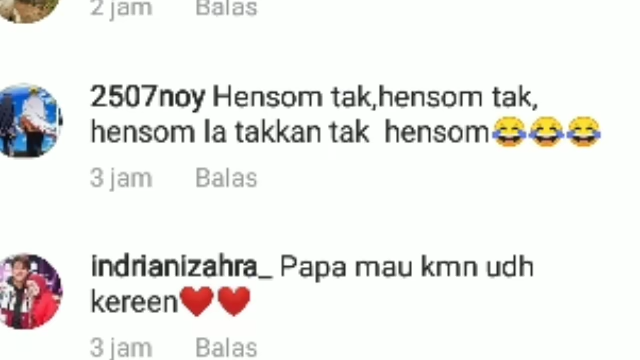 2 jam Balas
2507noy Hensom tak,hensom tak,
hensom la takkan tak hensom😂😂😂
3 jam Balas
indrianizahra_ Papa mau kmn udh
kereen❤️❤️
3 jam Balas